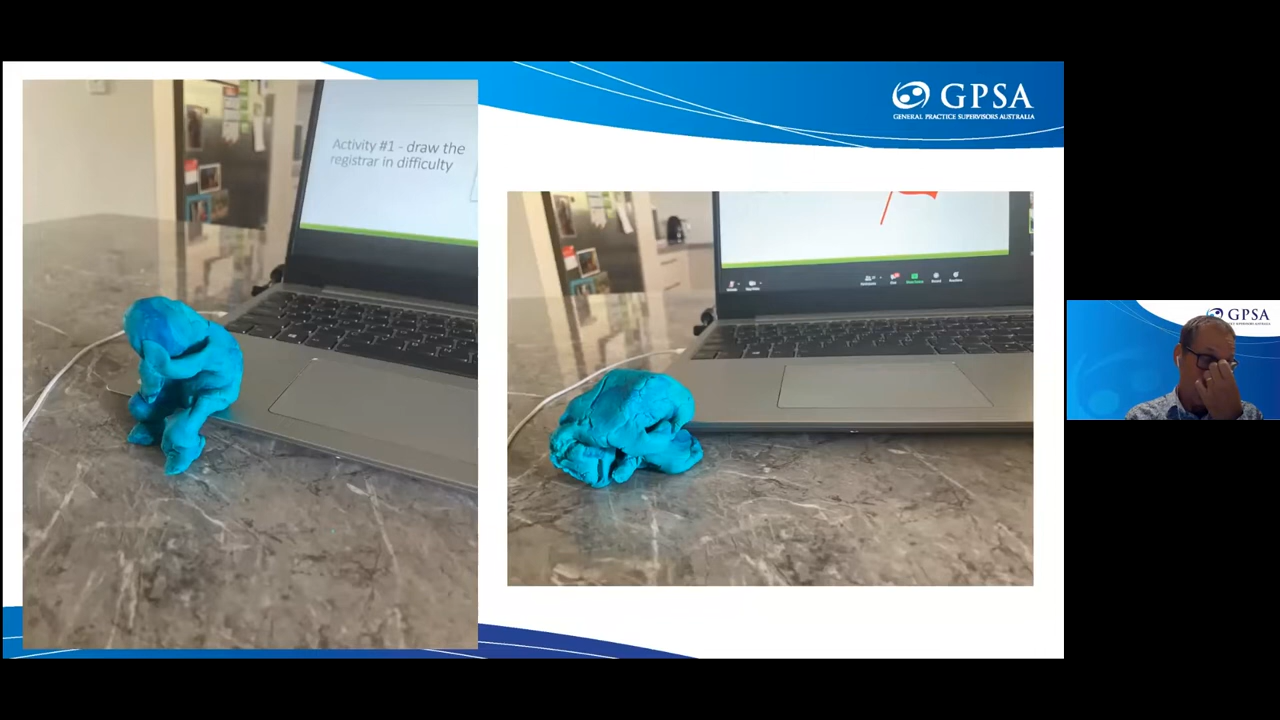 Activity #1 - draw the
registrar in difficulty
GPSA
GENERAL PRACTICE SUPERVISORS AUSTRALIA
GPSA